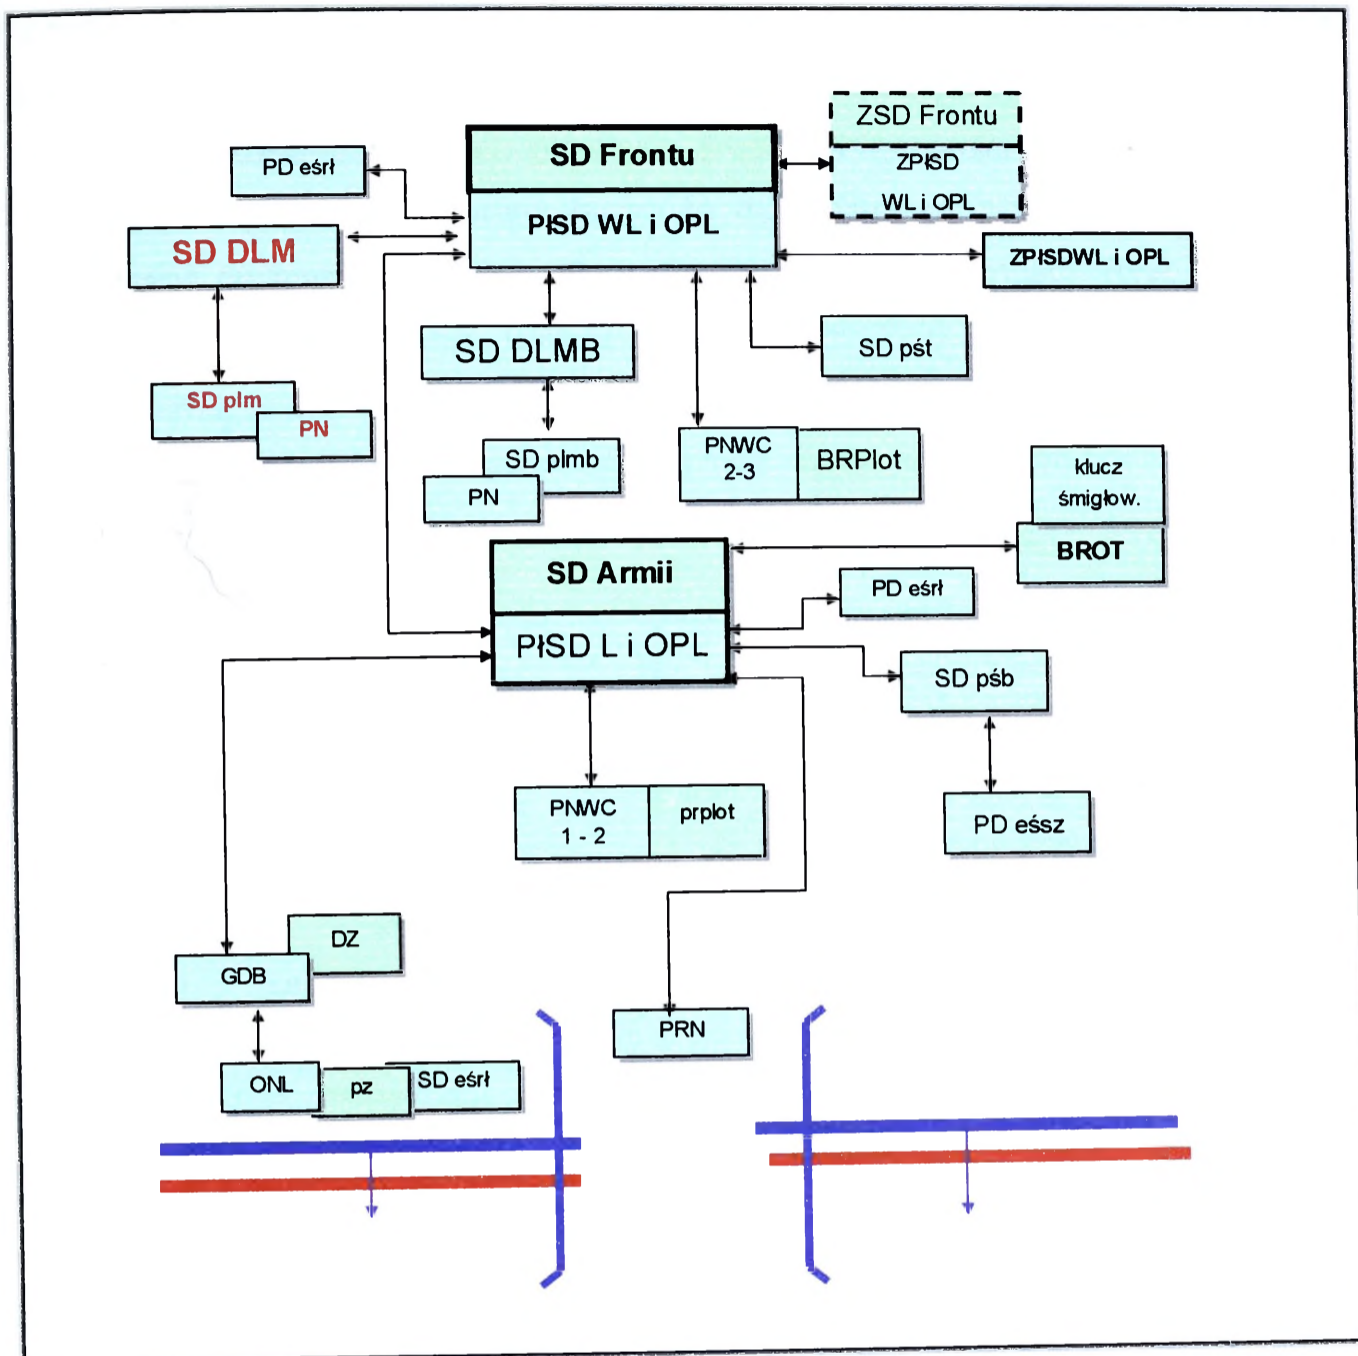 ZSD Frontu
ZPłSD
WL i OPL
SD Frontu
PłSD WL i OPL
PD eśrł
SD DLM
ZPłSDWL i OPL
SD DLMB
SD pśt
SD plm
PN
SD plmb
PN
PNWC
2-3
BRPlot
klucz
śmigłow.
BROT
SD Armii
PłSD L i OPL
PD eśrł
SD pśb
PNWC
1 - 2
prplot
PD eśsz
DZ
GDB
PRN
ONL
pz
SD eśrł